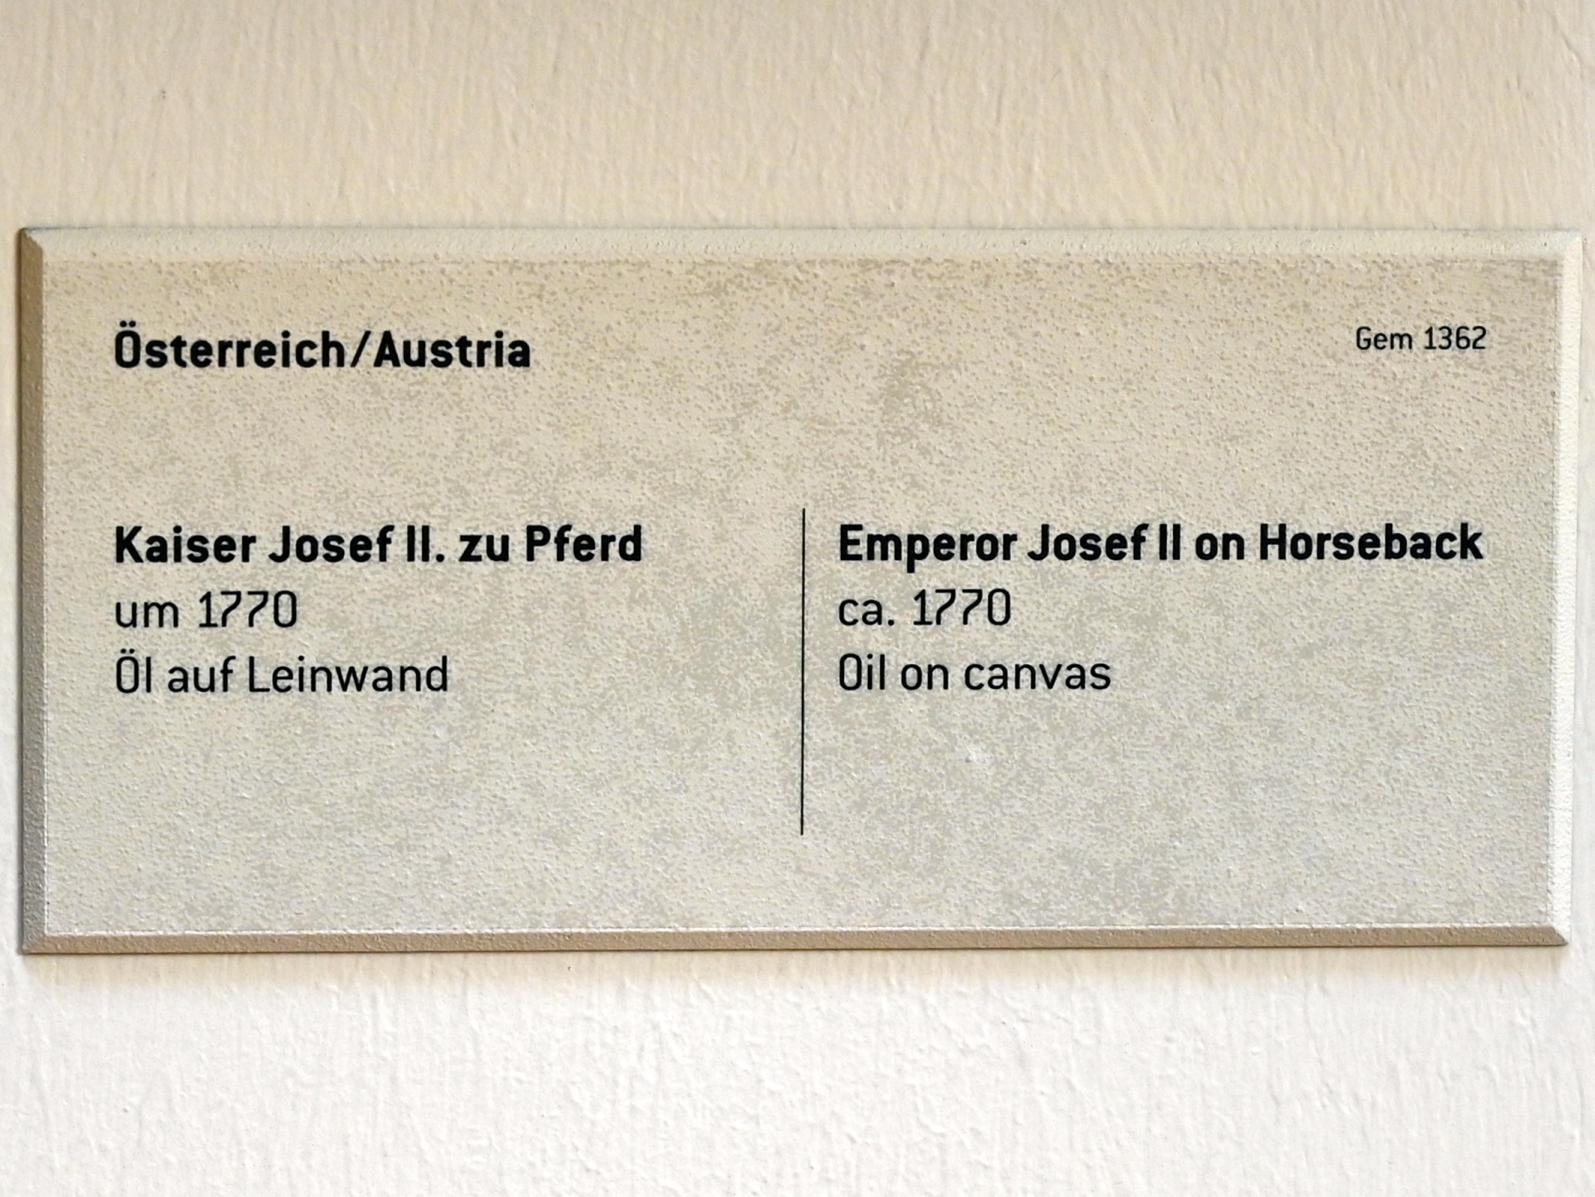 Österreich/Austria
Gem 1362
Kaiser Josef II. zu Pferd
um 1770
Öl auf Leinwand
Emperor Josef II on Horseback
ca. 1770
Oil on canvas